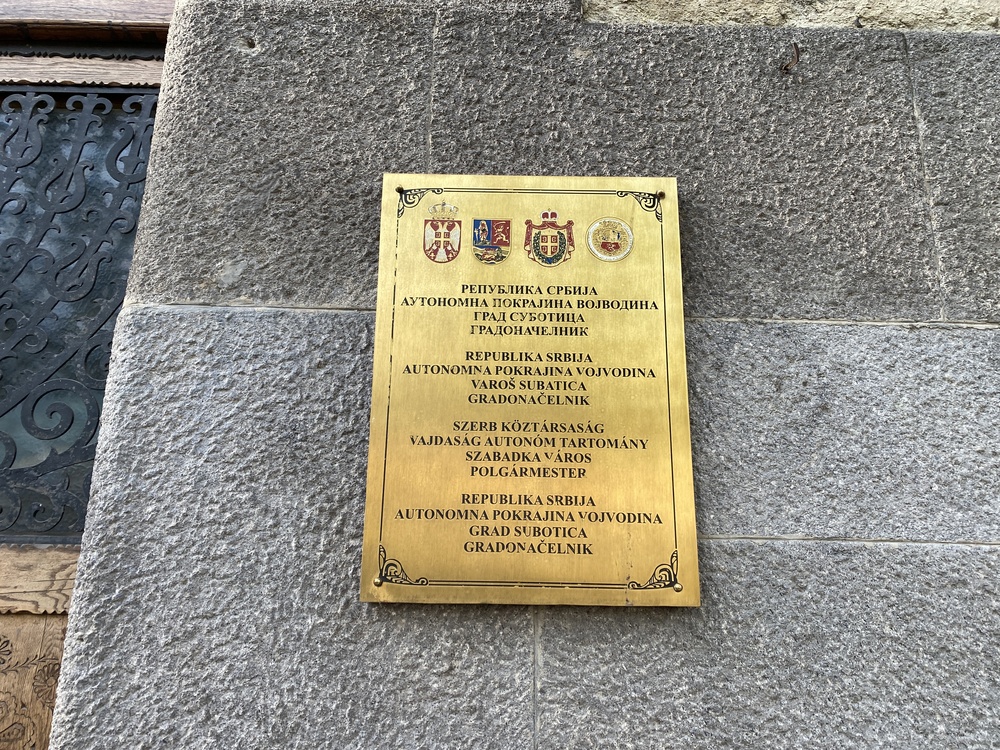 РЕПУБЛИКА СРБИЈА
АУТОНОМНА ПОКРАЈИНА ВОЈВОДИНА
ГРАД СУБОТИЦА
ГРАДОНАЧЕЛНИК
REPUBLIKA SRBIJA
AUTONOMNA POKRAJINA VOJVODINA
VAROŠ SUBATICA
GRADONAČELNIK
SZERB KÖZTÁRSASÁG
VAJDASÁG AUTONÓM TARTOMÁNY
SZABADKA VÁROS
POLGÁRMESTER
REPUBLIKA SRBIJA
AUTONOMNA POKRAJINA VOJVODINA
GRAD SUBOTICA
GRADONAČELNIK